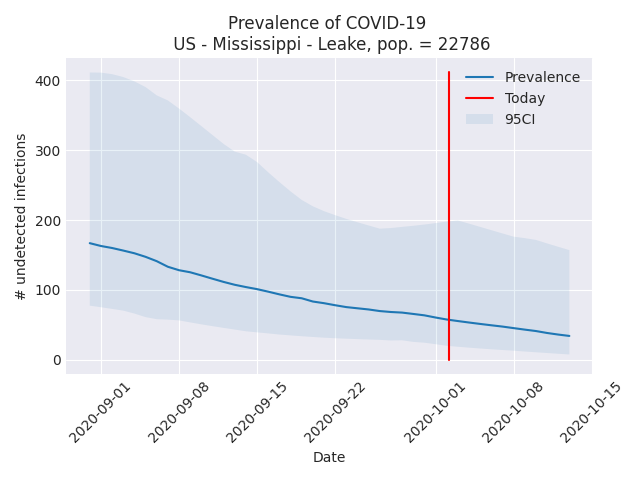 Prevalence of COVID-19
US - Mississippi - Leake, pop. = 22786
# undetected infections
400
300
200
100
0
Prevalence
Today
95CI
2020-09-01
2020-09-08
2020-09-15
2020-09-22
2020-10-01
2020-10-08
2020-10-15
Date